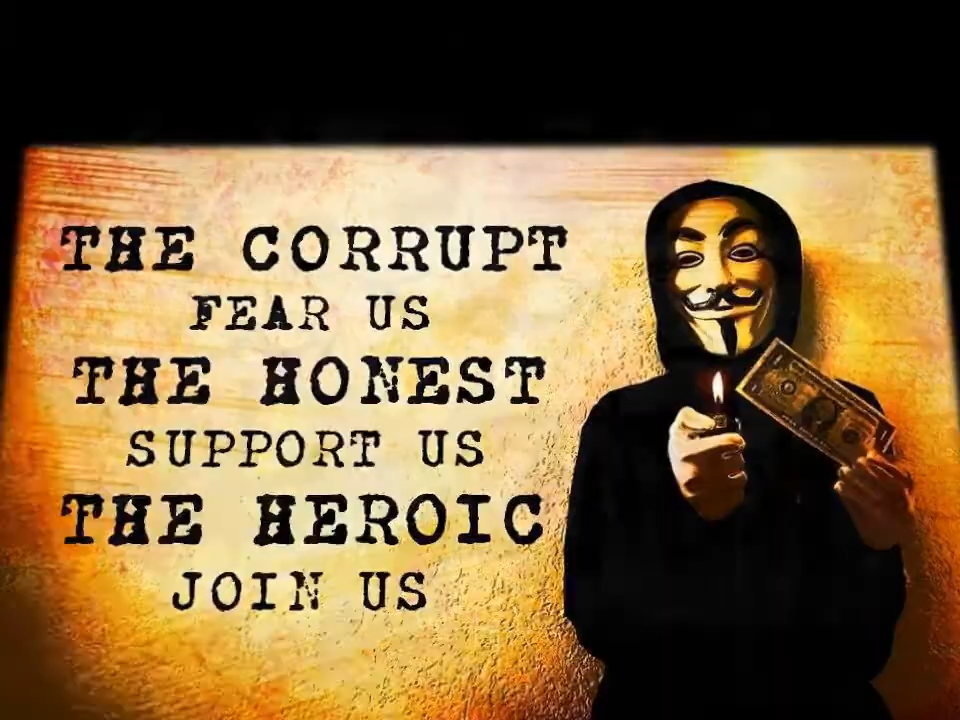 THE CORRUPT
FEAR US
THE HONEST
SUPPORT US
THE HEROIC
JOIN US